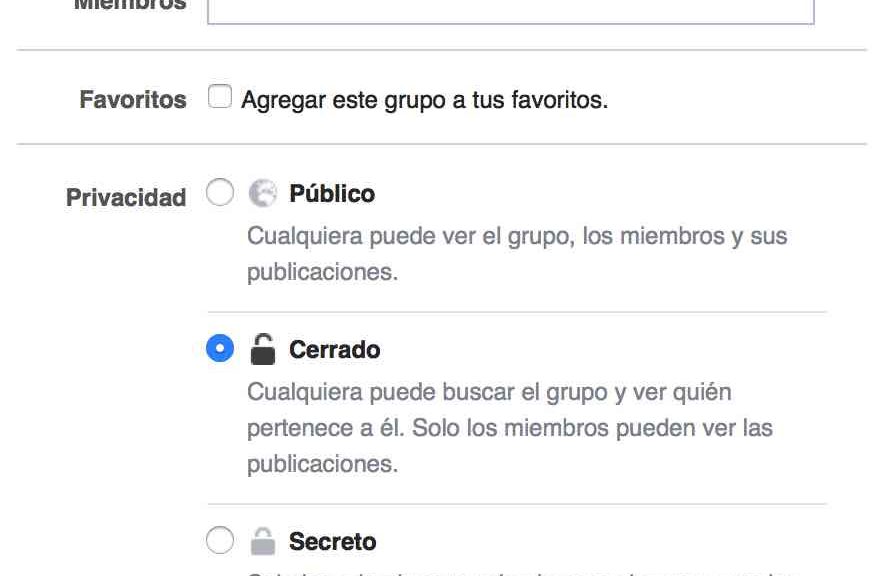 Miembros
Favoritos Agregar este grupo a tus favoritos.
Privacidad Público
Cualquiera puede ver el grupo, los miembros y sus
publicaciones.
Cerrado
Cualquiera puede buscar el grupo y ver quién
pertenece a él. Solo los miembros pueden ver las
publicaciones.
Secreto